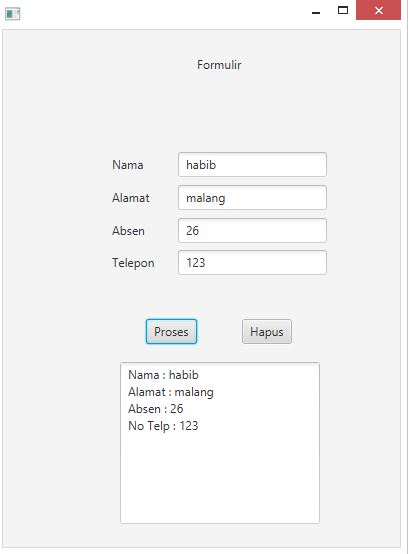 Formulir
Nama habib
Alamat malang
Absen 26
Telepon 123
Proses Hapus
Nama : habib
Alamat : malang
Absen : 26
No Telp : 123